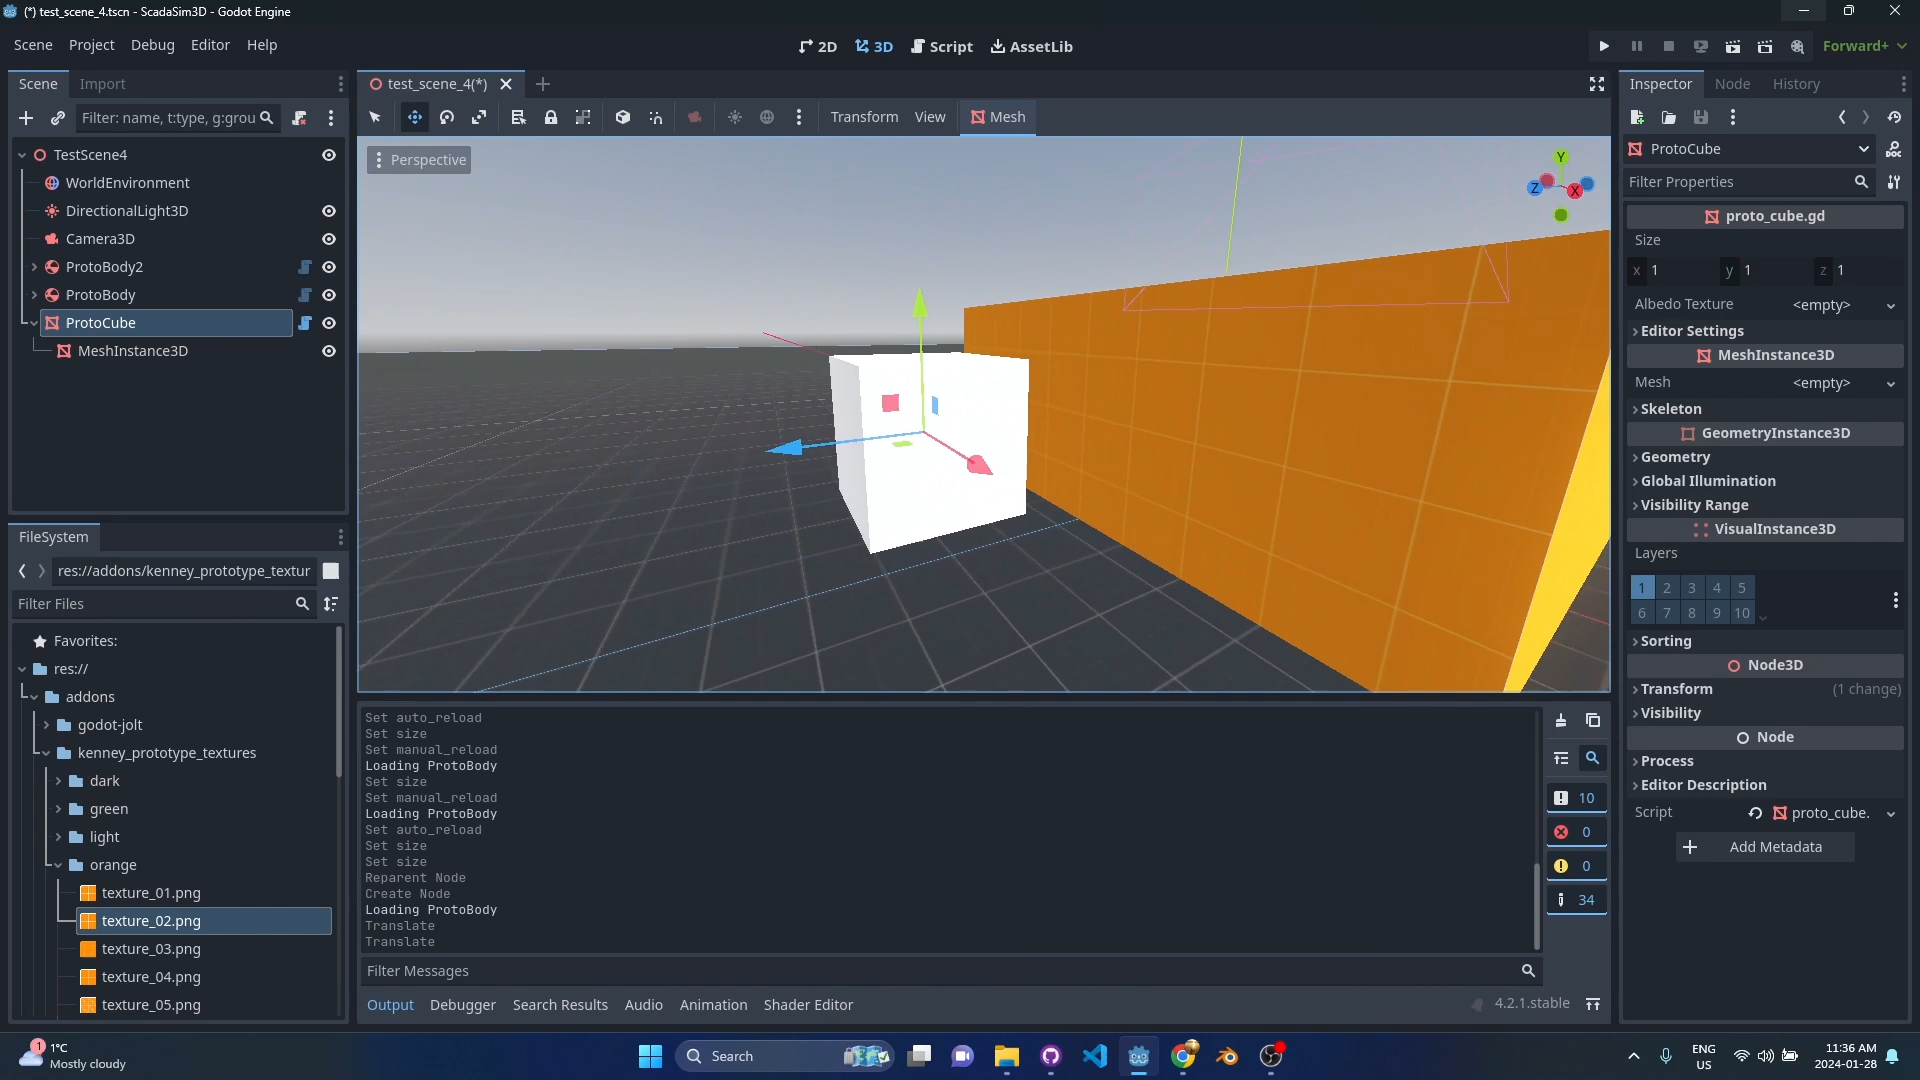 (*) test_scene_4.tscn - ScadaSim3D - Godot Engine
Scene Project Debug Editor Help
2D 3D Script AssetLib
Forward+
Scene Import
Filter: name, t:type, g:grou
TestScene4
WorldEnvironment
DirectionalLight3D
Camera3D
ProtoBody2
ProtoBody
ProtoCube
MeshInstance3D
FileSystem
res://addons/kenney_prototype_textur
Filter Files
Favorites:
res://
addons
godot-jolt
kenney_prototype_textures
dark
green
light
orange
texture_01.png
texture_02.png
texture_03.png
texture_04.png
texture_05.png
test_scene_4(*)
Transform View Mesh
Perspective
Y
Z X
Set auto_reload
Set size
Set manual_reload
Loading ProtoBody
Set size
Set manual_reload
Loading ProtoBody
Set auto_reload
Set size
Set size
Reparent Node
Create Node
Loading ProtoBody
Translate
Translate
10
0
0
34
Filter Messages
Output Debugger Search Results Audio Animation Shader Editor
4.2.1.stable
Inspector Node History
ProtoCube
Filter Properties
proto_cube.gd
Size
x 1 y 1 z 1
Albedo Texture <empty>
Editor Settings
MeshInstance3D
Mesh <empty>
Skeleton
GeometryInstance3D
Geometry
Global Illumination
Visibility Range
VisualInstance3D
Layers
1 2 3 4 5
6 7 8 9 10
Sorting
Node3D
Transform (1 change)
Visibility
Node
Process
Editor Description
Script proto_cube.
Add Metadata
1
1°C
Mostly cloudy
Search
ENG
US
11:36 AM
2024-01-28